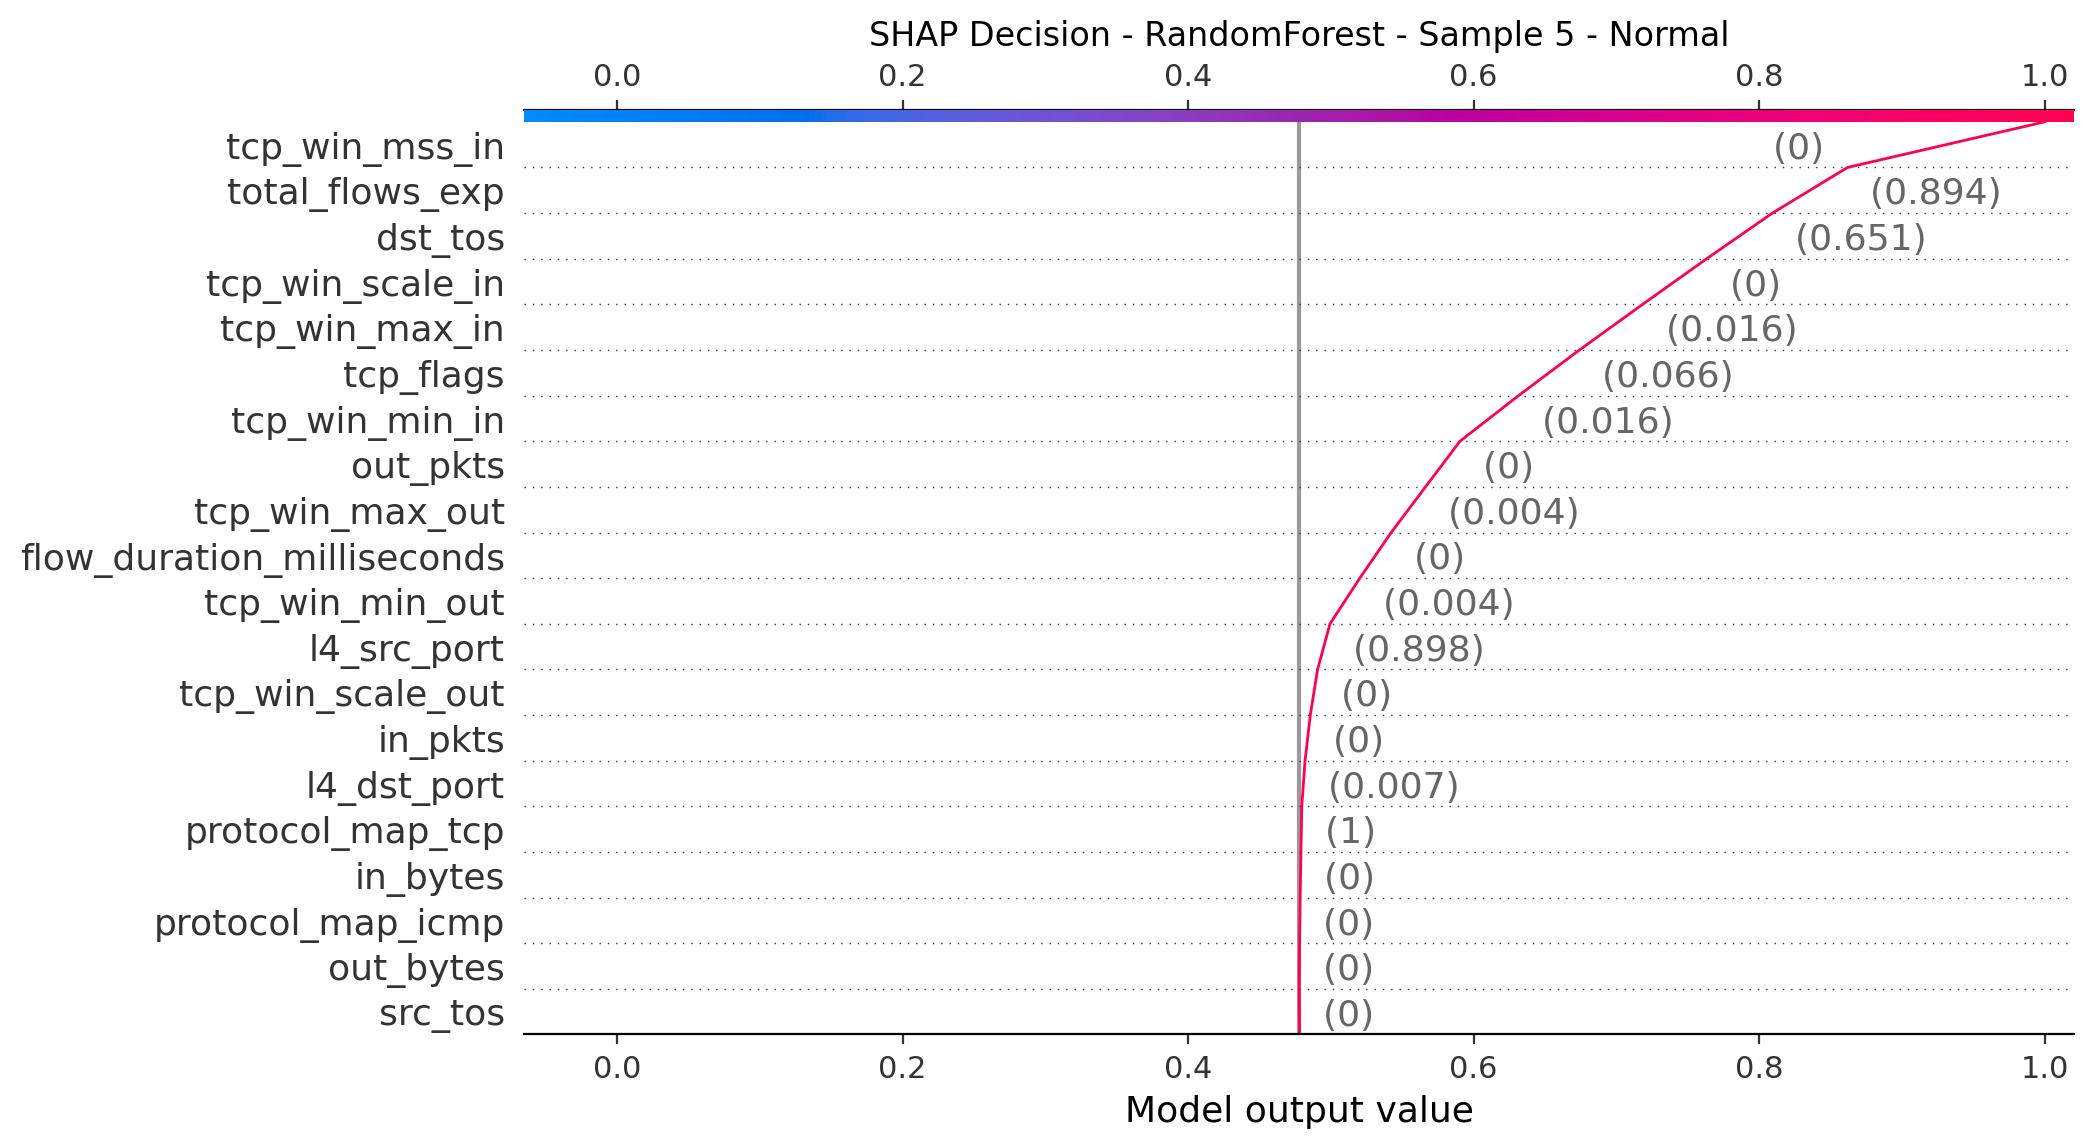 SHAP Decision - RandomForest - Sample 5 - Normal
0.0 0.2 0.4 0.6 0.8 1.0
tcp_win_mss_in (0)
total_flows_exp (0.894)
dst_tos (0.651)
tcp_win_scale_in (0)
tcp_win_max_in (0.016)
tcp_flags (0.066)
tcp_win_min_in (0.016)
out_pkts (0)
tcp_win_max_out (0.004)
flow_duration_milliseconds (0)
tcp_win_min_out (0.004)
l4_src_port (0.898)
tcp_win_scale_out (0)
in_pkts (0)
l4_dst_port (0.007)
protocol_map_tcp (1)
in_bytes (0)
protocol_map_icmp (0)
out_bytes (0)
src_tos (0)
0.0 0.2 0.4 0.6 0.8 1.0
Model output value